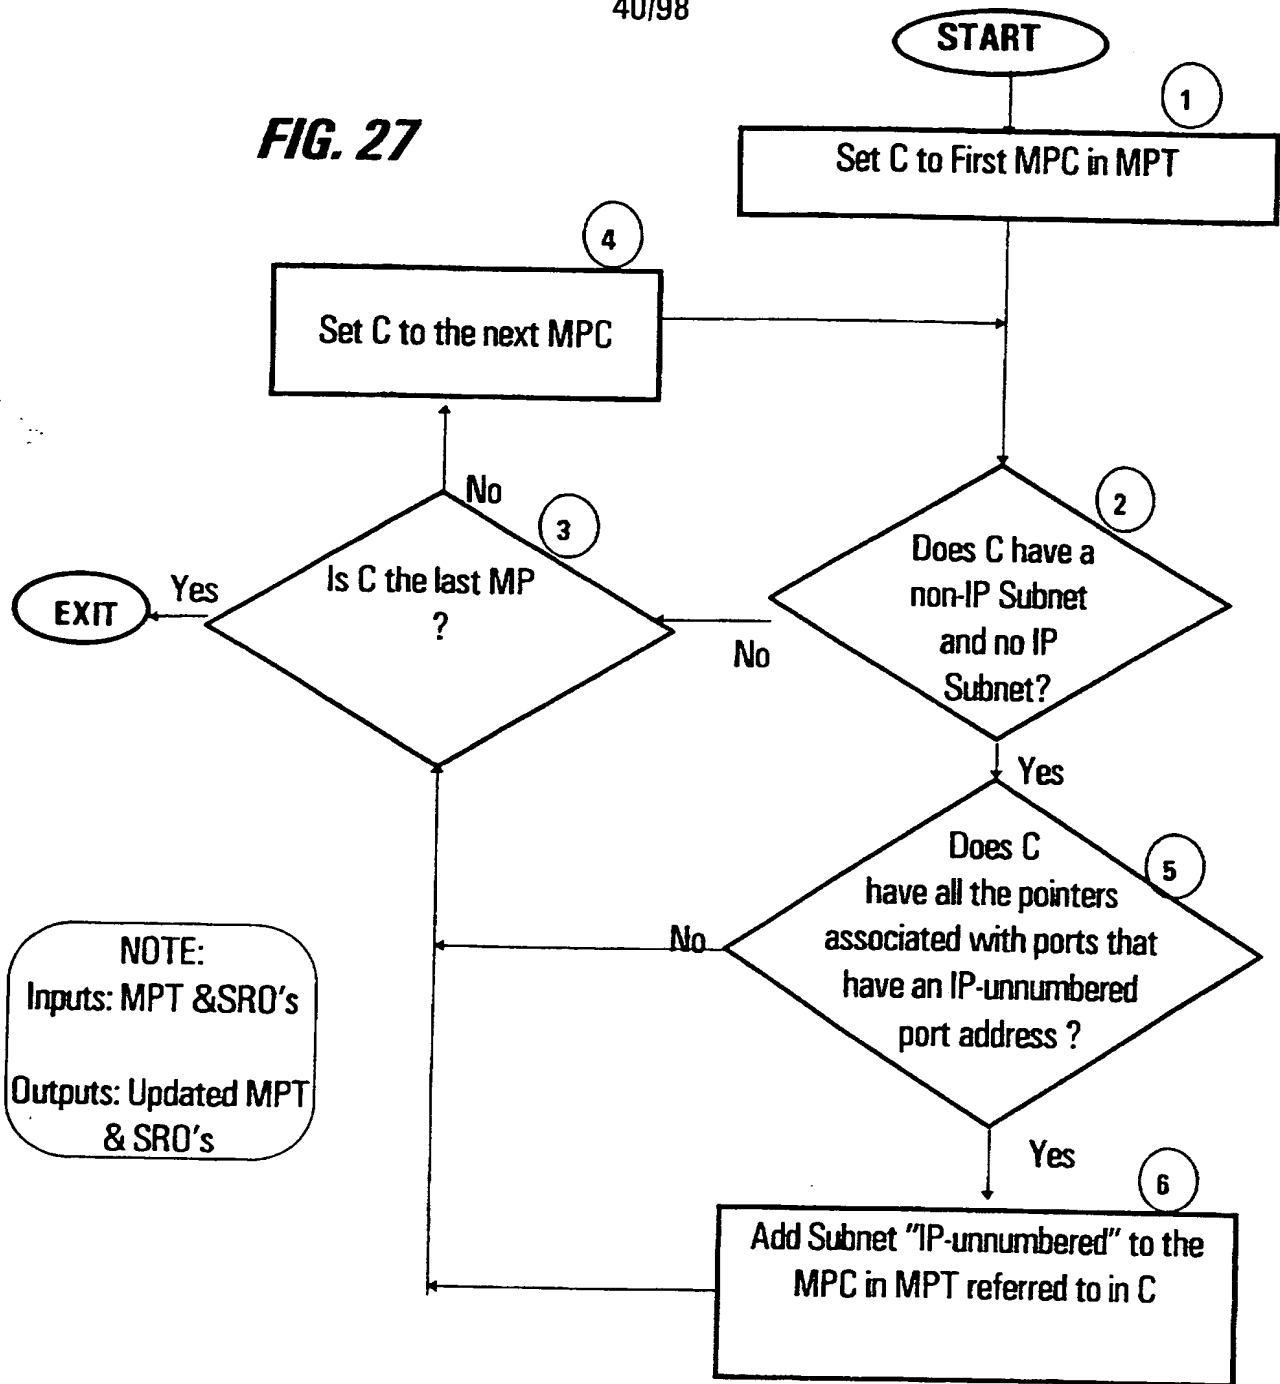 40/98
START
FIG. 27
1
Set C to First MPC in MPT
4
Set C to the next MPC
No
3
Is C the last MP
?
Yes
EXIT
2
Does C have a
non-IP Subnet
and no IP
Subnet?
No
Yes
Does C
have all the pointers
associated with ports that
have an IP-unnumbered
port address ?
5
No
NOTE:
Inputs: MPT &SRO's
Outputs: Updated MPT
& SRO's
Yes
6
Add Subnet "IP-unnumbered" to the
MPC in MPT referred to in C